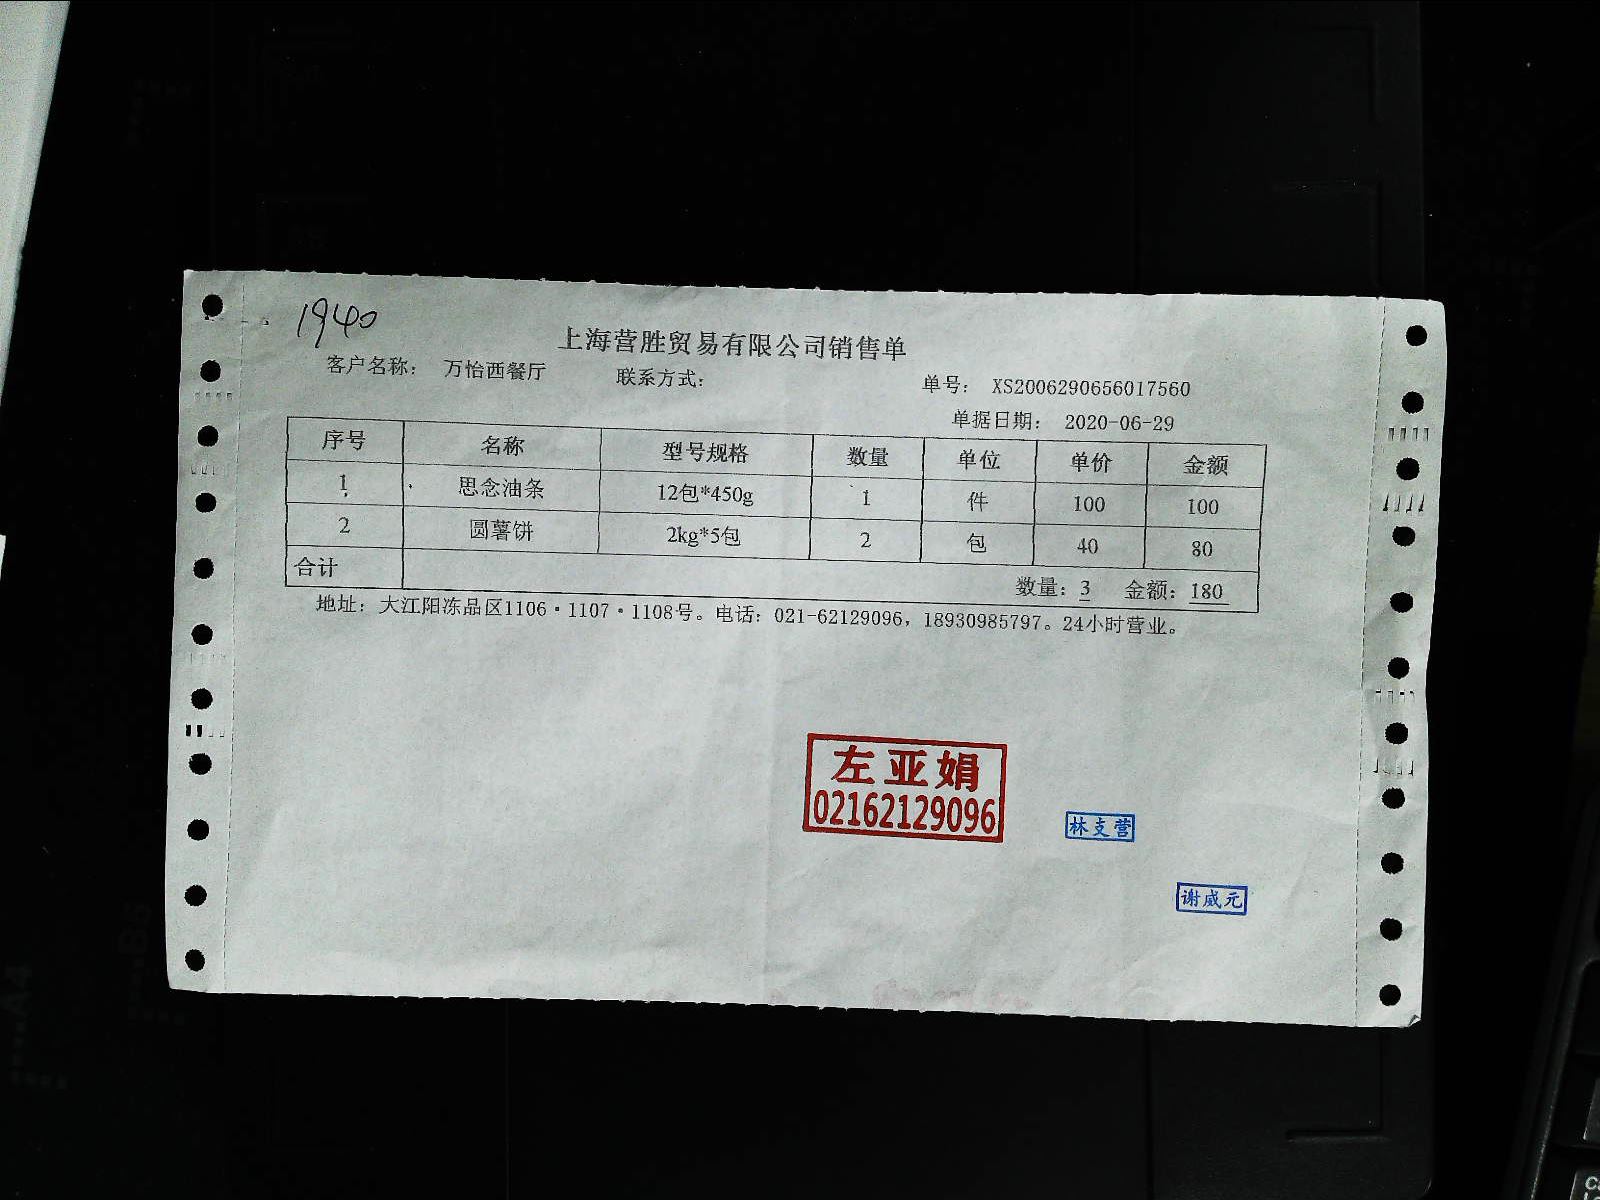 1940
上海营胜贸易有限公司销售单
客户名称： 万怡西餐厅 联系方式： 单号： XS2006290656017560
单据日期： 2020-06-29
序号 名称 型号规格 数量 单位 单价 金额
1 思念油条 12包*450g 1 件 100 100
2 圆薯饼 2kg*5包 2 包 40 80
合计 数量：3 金额：180
地址：大江阳冻品区1106·1107·1108号。电话：021-62129096，18930985797。24小时营业。
左亚娟
02162129096
林支营
谢威元